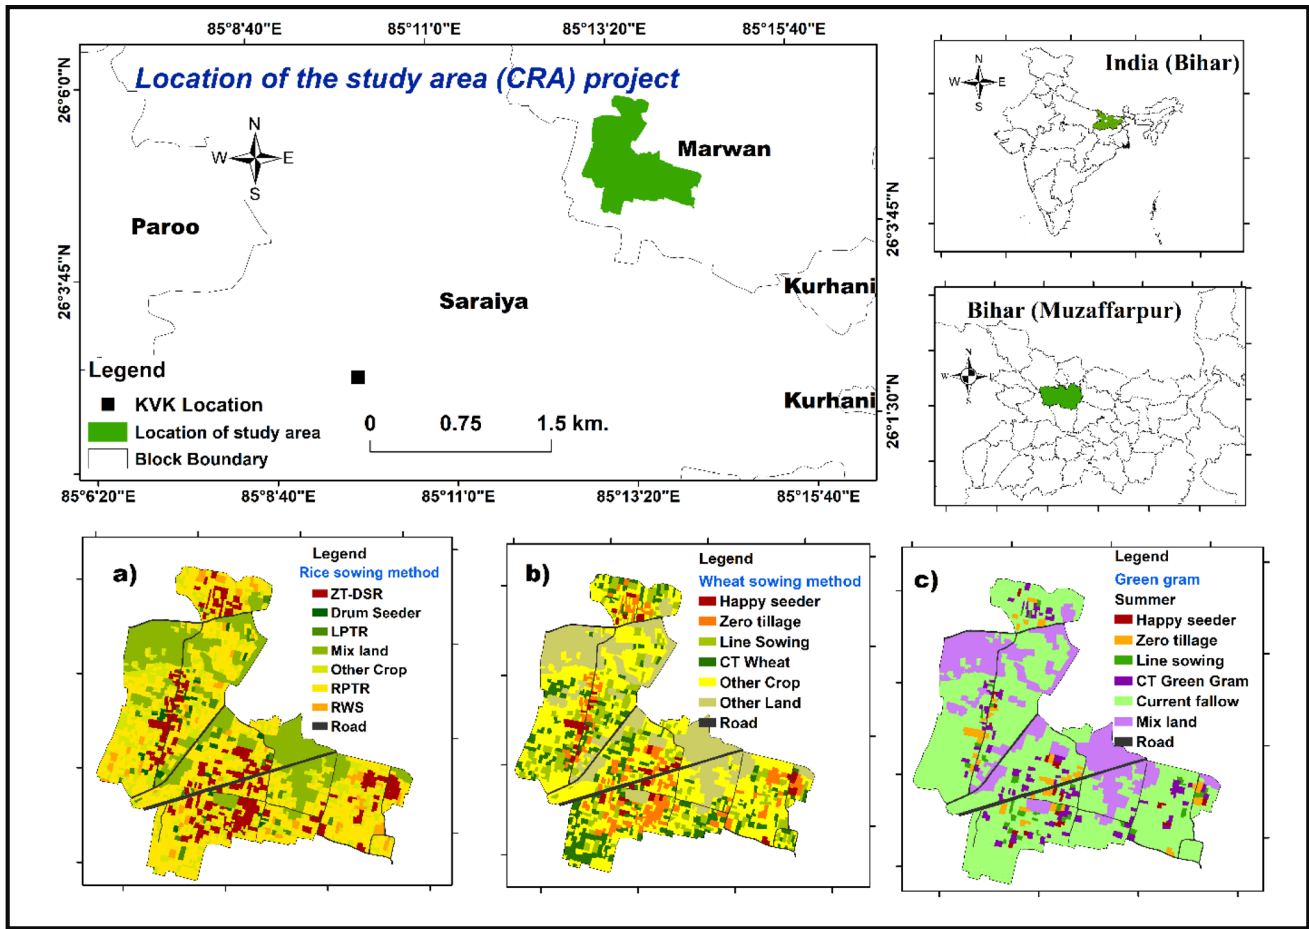 85°8'40"E 85°11'0"E 85°13'20"E 85°15'40"E
Location of the study area (CRA) project
26°6'0"N
N
W E
S
Marwan
Paroo
26°3'45"N
26°3'45"N
Kurhani
Saraiya
Legend
KVK Location
Location of study area
Block Boundary
0 0.75 1.5 km.
Kurhani
26°1'30"N
85°6'20"E 85°8'40"E 85°11'0"E 85°13'20"E 85°15'40"E
India (Bihar)
N
W E
S
Bihar (Muzaffarpur)
N
W E
S
a)
Legend
Rice sowing method
ZT-DSR
Drum Seeder
LPTR
Mix land
Other Crop
RPTR
RWS
Road
b)
Legend
Wheat sowing method
Happy seeder
Zero tillage
Line Sowing
CT Wheat
Other Crop
Other Land
Road
c)
Legend
Green gram
Summer
Happy seeder
Zero tillage
Line sowing
CT Green Gram
Current fallow
Mix land
Road